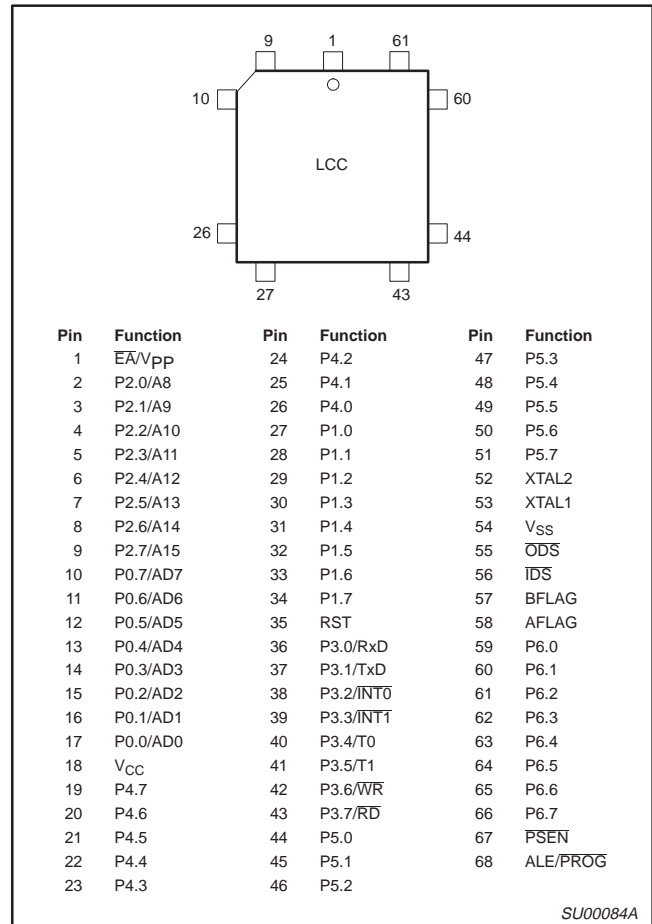 9 1 61
10 60
LCC
26 44
27 43
Pin Function Pin Function Pin Function
1 E̅A̅/VPP 24 P4.2 47 P5.3
2 P2.0/A8 25 P4.1 48 P5.4
3 P2.1/A9 26 P4.0 49 P5.5
4 P2.2/A10 27 P1.0 50 P5.6
5 P2.3/A11 28 P1.1 51 P5.7
6 P2.4/A12 29 P1.2 52 XTAL2
7 P2.5/A13 30 P1.3 53 XTAL1
8 P2.6/A14 31 P1.4 54 VSS
9 P2.7/A15 32 P1.5 55 O̅D̅S̅
10 P0.7/AD7 33 P1.6 56 I̅D̅S̅
11 P0.6/AD6 34 P1.7 57 BFLAG
12 P0.5/AD5 35 RST 58 AFLAG
13 P0.4/AD4 36 P3.0/RxD 59 P6.0
14 P0.3/AD3 37 P3.1/TxD 60 P6.1
15 P0.2/AD2 38 P3.2/I̅N̅T̅0̅ 61 P6.2
16 P0.1/AD1 39 P3.3/I̅N̅T̅1̅ 62 P6.3
17 P0.0/AD0 40 P3.4/T0 63 P6.4
18 VCC 41 P3.5/T1 64 P6.5
19 P4.7 42 P3.6/W̅R̅ 65 P6.6
20 P4.6 43 P3.7/R̅D̅ 66 P6.7
21 P4.5 44 P5.0 67 P̅S̅E̅N̅
22 P4.4 45 P5.1 68 ALE/P̅R̅O̅G̅
23 P4.3 46 P5.2
SU00084A